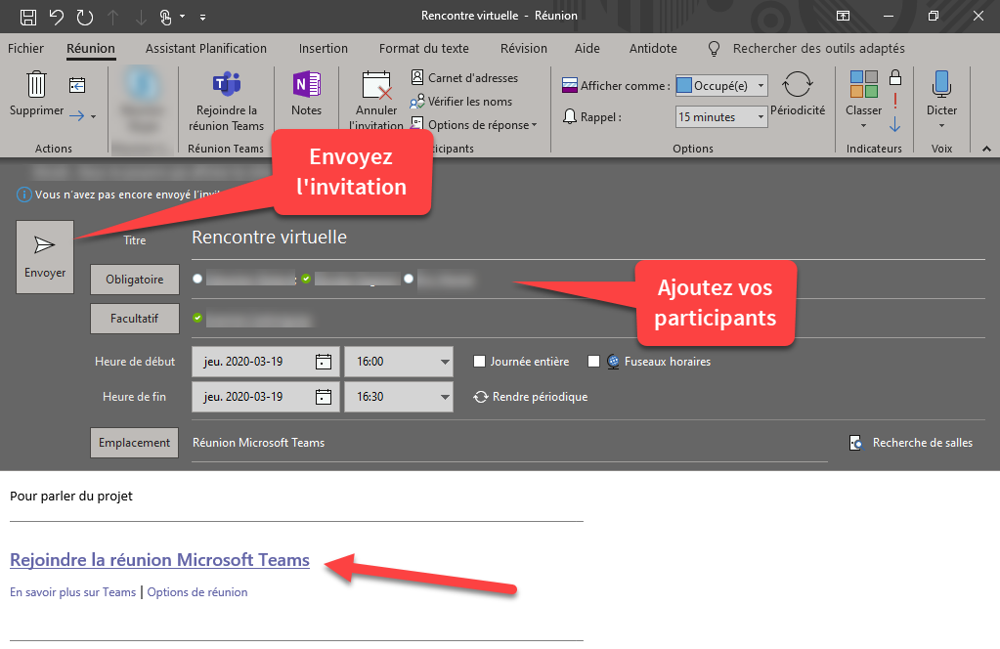 Rencontre virtuelle - Réunion
Fichier Réunion Assistant Planification Insertion Format du texte Révision Aide Antidote Rechercher des outils adaptés
Supprimer
Actions
Rejoindre la
réunion Teams
Réunion Teams
Notes
Annuler
l'invitation
Carnet d'adresses
Vérifier les noms
Options de réponse
Afficher comme : Occupé(e)
Rappel : 15 minutes
Périodicité
Options
Classer
Indicateurs
Dicter
Voix
Envoyez
l'invitation
Vous n'avez pas encore envoyé
Envoyer
Titre Rencontre virtuelle
Obligatoire
Ajoutez vos
participants
Facultatif
Heure de début jeu. 2020-03-19 16:00 Journée entière Fuseaux horaires
Heure de fin jeu. 2020-03-19 16:30 Rendre périodique
Emplacement Réunion Microsoft Teams Recherche de salles
Pour parler du projet
Rejoindre la réunion Microsoft Teams
En savoir plus sur Teams | Options de réunion